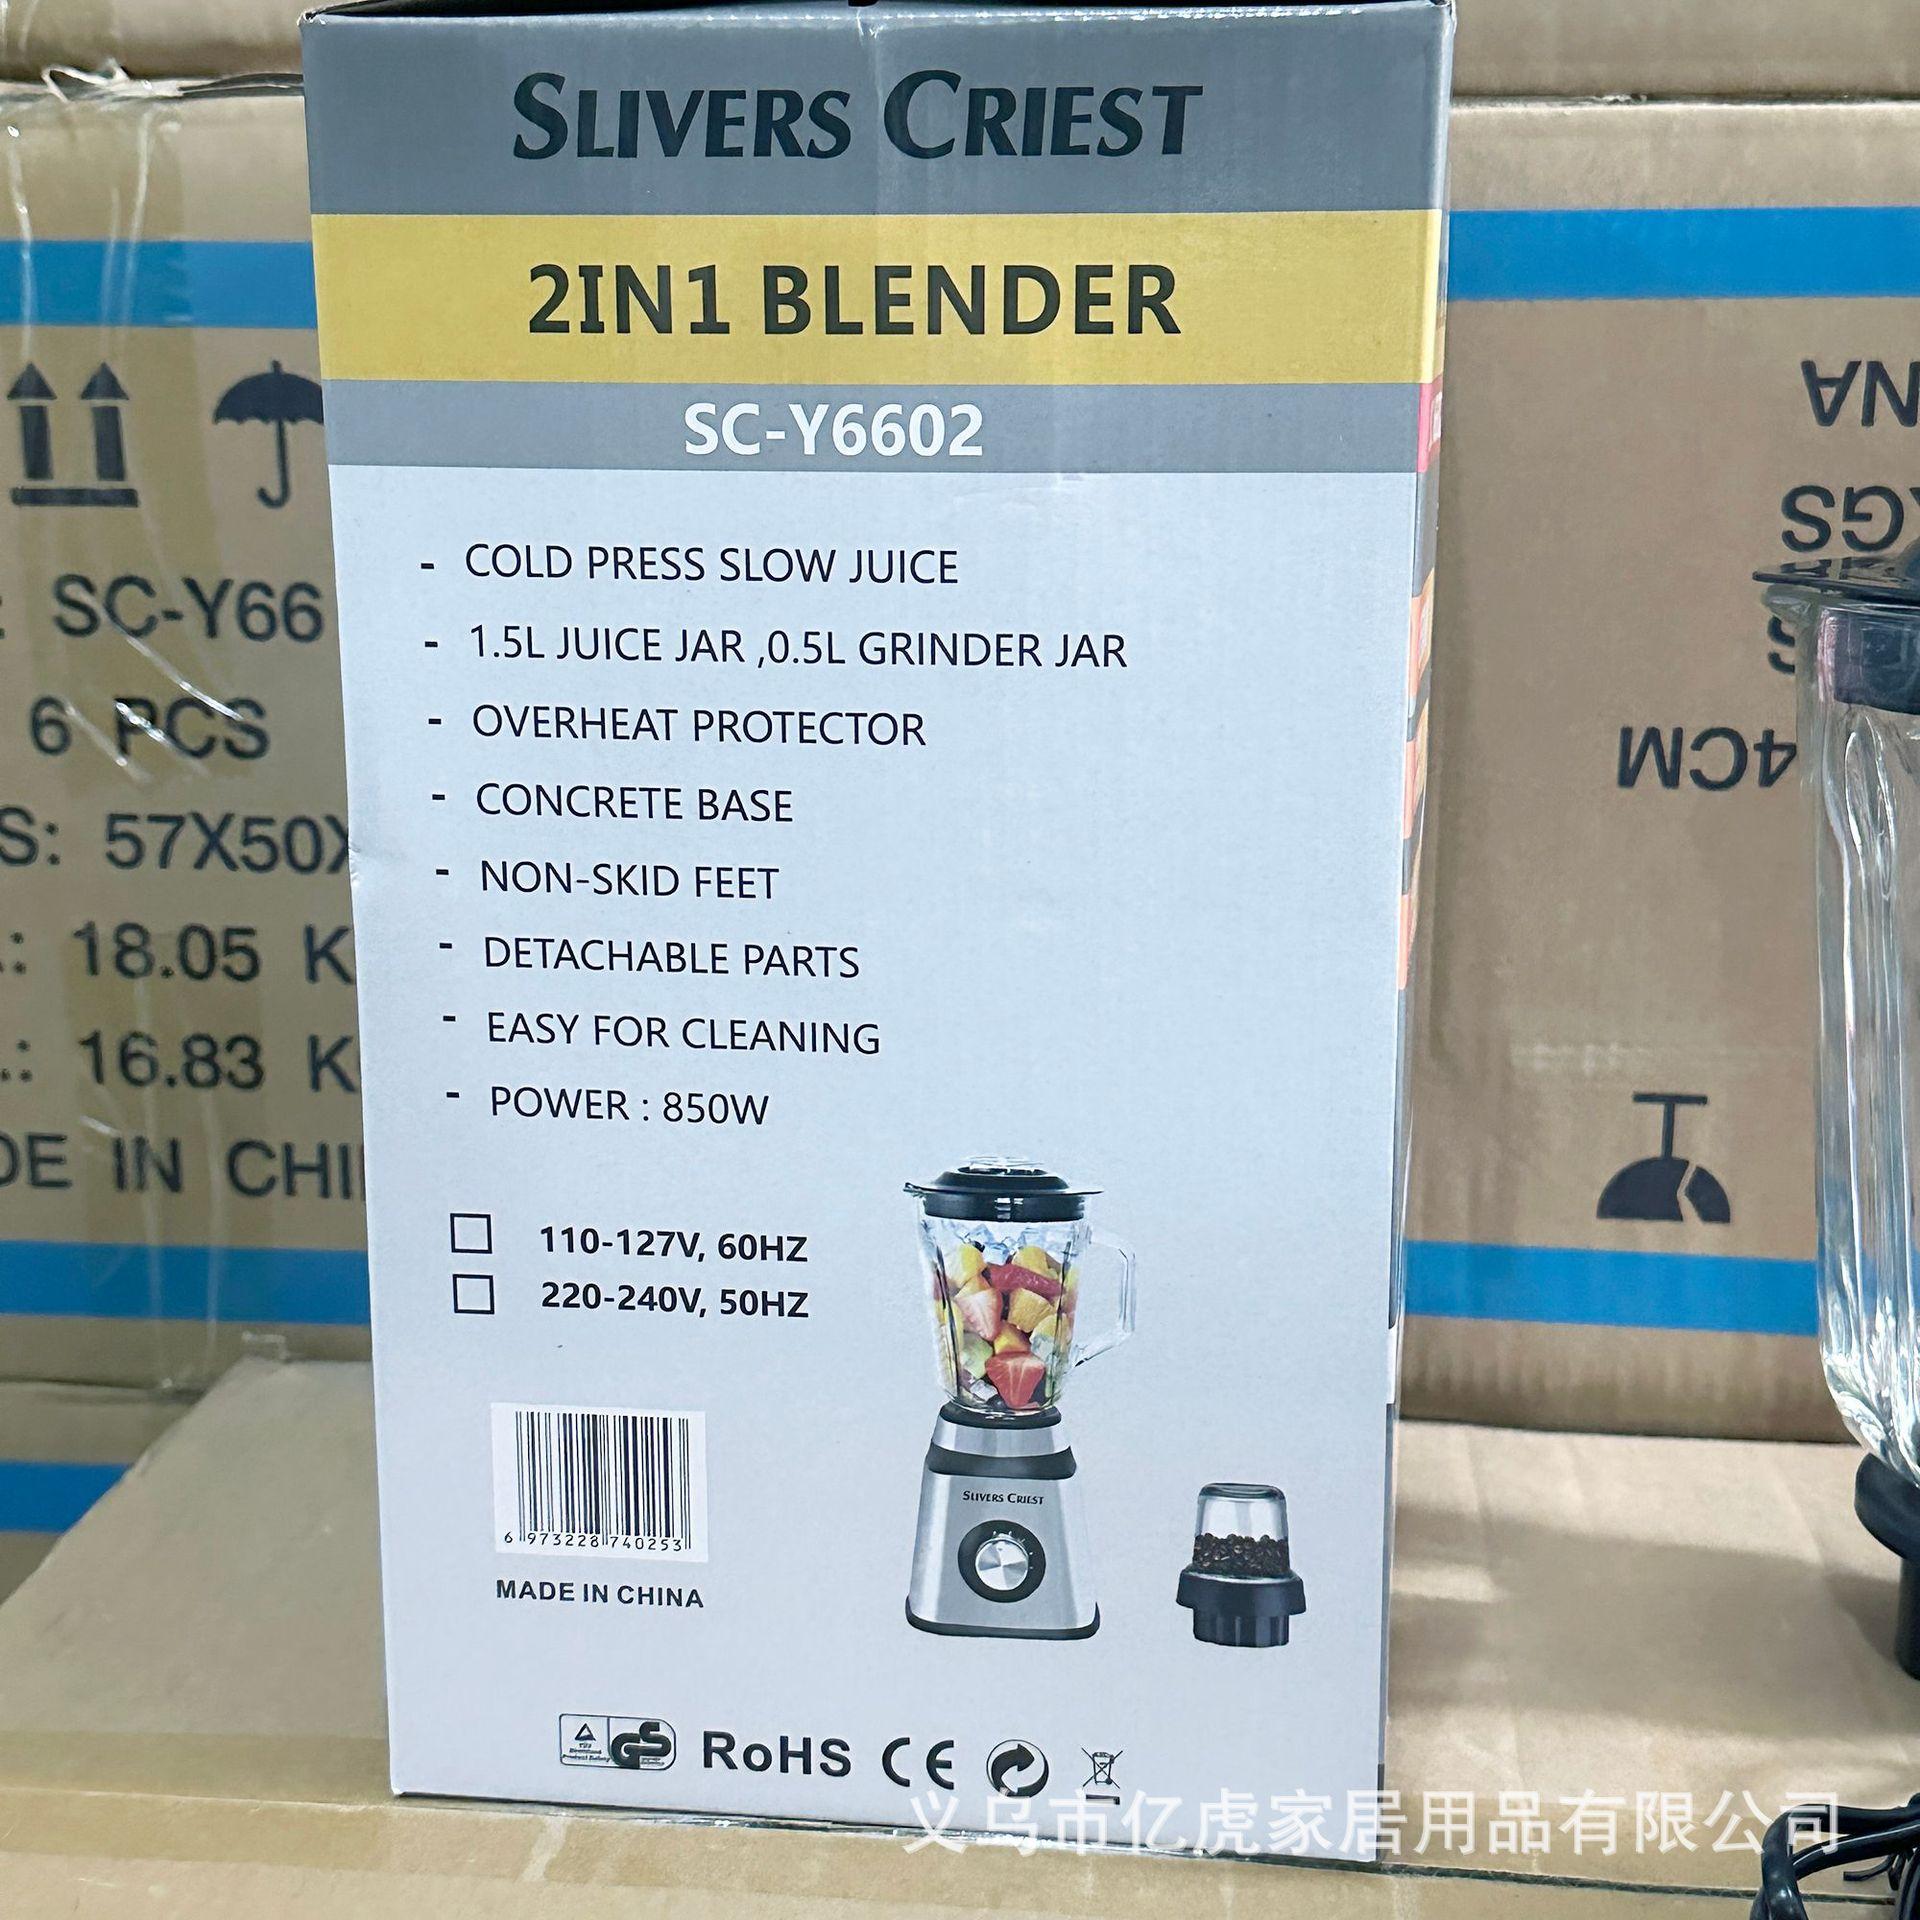 SLIVERS CRIEST
2IN1 BLENDER
SC-Y6602
- COLD PRESS SLOW JUICE
- 1.5L JUICE JAR ,0.5L GRINDER JAR
- OVERHEAT PROTECTOR
- CONCRETE BASE
- NON-SKID FEET
- DETACHABLE PARTS
- EASY FOR CLEANING
- POWER : 850W
110-127V, 60HZ
220-240V, 50HZ
SLIVERS CRIEST
6 973228 740253
MADE IN CHINA
GS RoHS CE
: SC-Y66
6 PCS
S: 57X50X
.: 18.05 K
.: 16.83 K
DE IN CHI
NA
GS
4CM
义乌市亿虎家居用品有限公司